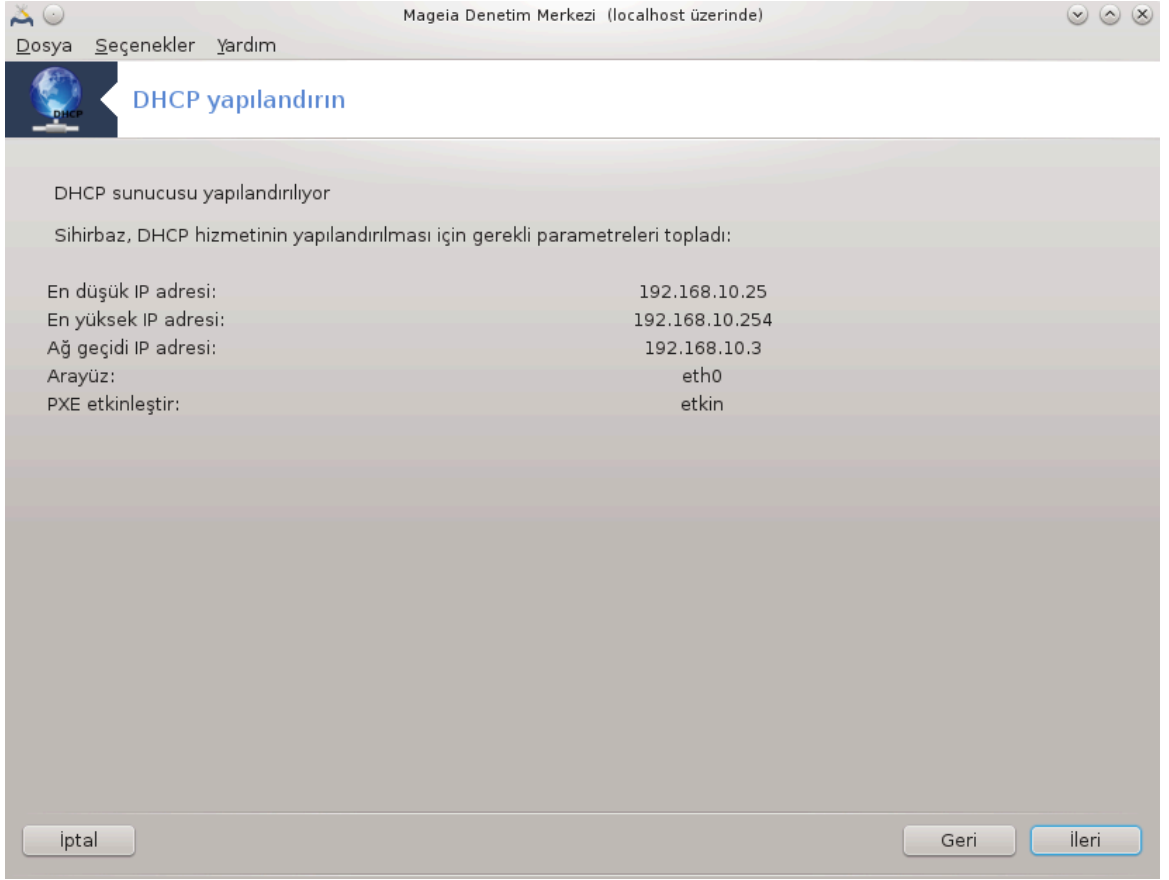 Mageia Denetim Merkezi (localhost üzerinde)
Dosya Seçenekler Yardım
DHCP
DHCP yapılandırın
DHCP sunucusu yapılandırılıyor
Sihirbaz, DHCP hizmetinin yapılandırılması için gerekli parametreleri topladı:
En düşük IP adresi: 192.168.10.25
En yüksek IP adresi: 192.168.10.254
Ağ geçidi IP adresi: 192.168.10.3
Arayüz: eth0
PXE etkinleştir: etkin
İptal Geri İleri